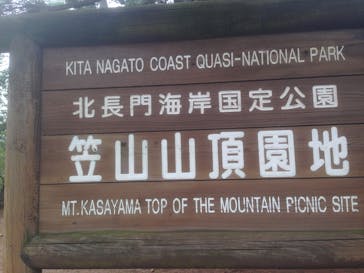 KITA NAGATO COAST QUASI-NATIONAL PARK
北長門海岸国定公園
笠山山頂園地
MT.KASAYAMA TOP OF THE MOUNTAIN PICNIC SITE